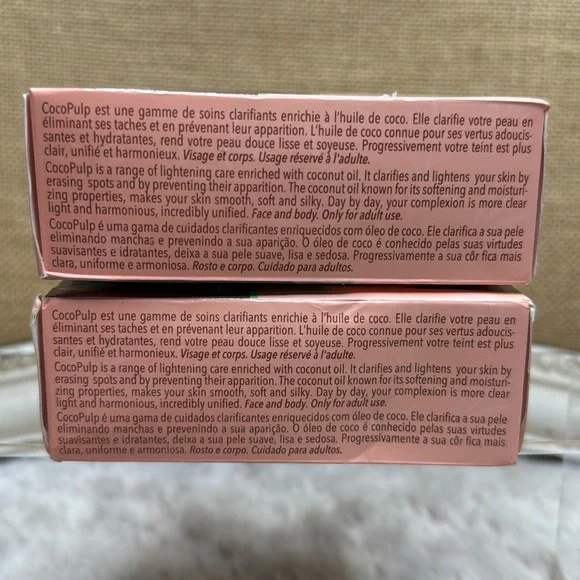 CocoPulp est une gamme de soins clarifiants enrichie à l'huile de coco. Elle clarifie votre peau en
éliminant ses taches et en prévenant leur apparition. L'huile de coco connue pour ses vertus adoucis-
santes et hydratantes, rend votre peau douce lisse et soyeuse. Progressivement votre teint est plus
clair, unifié et harmonieux. Visage et corps. Usage réservé à l'adulte.
CocoPulp is a range of lightening care enriched with coconut oil. It clarifies and lightens your skin by
erasing spots and by preventing their apparition. The coconut oil known for its softening and moisturi-
zing properties, makes your skin smooth, soft and silky. Day by day, your complexion is more clear
light and harmonious, incredibly unified. Face and body. Only for adult use.
CocoPulp é uma gama de cuidados clarificantes enriquecidos com óleo de coco. Ele clarifica a sua pele
eliminando manchas e prevenindo a sua aparição. O óleo de coco é conhecido pelas suas virtudes
suavisantes e idratantes, deixa a sua pele suave, lisa e sedosa. Progressivamente a sua côr fica mais
clara, uniforme e armoniosa. Rosto e corpo. Cuidado para adultos.
CocoPulp est une gamme de soins clarifiants enrichie à l'huile de coco. Elle clarifie votre peau en
éliminant ses taches et en prévenant leur apparition. L'huile de coco connue pour ses vertus adoucis-
santes et hydratantes, rend votre peau douce lisse et soyeuse. Progressivement votre teint est plus
clair, unifié et harmonieux. Visage et corps. Usage réservé à l'adulte.
CocoPulp is a range of lightening care enriched with coconut oil. It clarifies and lightens your skin by
erasing spots and by preventing their apparition. The coconut oil known for its softening and moisturi-
zing properties, makes your skin smooth, soft and silky. Day by day, your complexion is more clear
light and harmonious, incredibly unified. Face and body. Only for adult use.
CocoPulp é uma gama de cuidados clarificantes enriquecidos com óleo de coco. Ele clarifica a sua pele
eliminando manchas e prevenindo a sua aparição. O óleo de coco é conhecido pelas suas virtudes
suavisantes e idratantes, deixa a sua pele suave, lisa e sedosa. Progressivamente a sua côr fica mais
clara, uniforme e armoniosa. Rosto e corpo. Cuidado para adultos.